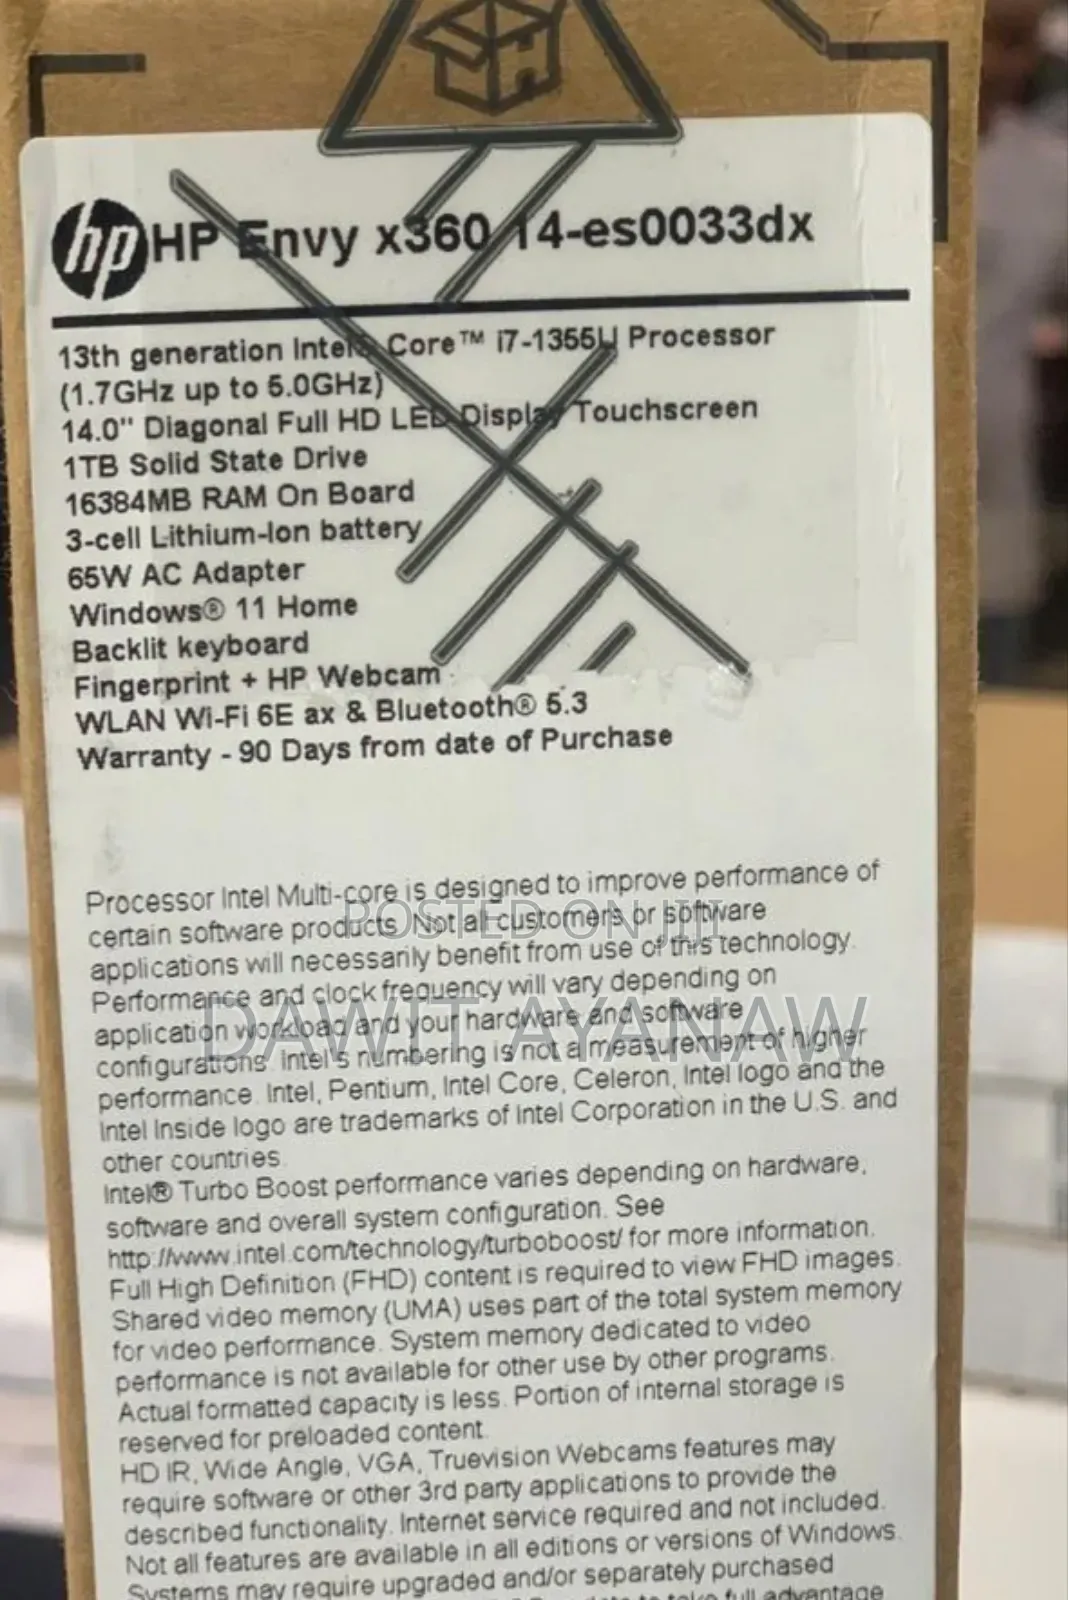 hp HP Envy x360 14-es0033dx
13th generation Intel® Core™ i7-1355U Processor
(1.7GHz up to 5.0GHz)
14.0" Diagonal Full HD LED Display Touchscreen
1TB Solid State Drive
16384MB RAM On Board
3-cell Lithium-Ion battery
65W AC Adapter
Windows® 11 Home
Backlit keyboard
Fingerprint + HP Webcam
WLAN Wi-Fi 6E ax & Bluetooth® 5.3
Warranty - 90 Days from date of Purchase
Processor Intel Multi-core is designed to improve performance of
certain software products. Not all customers or software
POSTED ON JIJI
applications will necessarily benefit from use of this technology.
Performance and clock frequency will vary depending on
DAWIT AYANAW
application workload and your hardware and software
configurations. Intel's numbering is not a measurement of higher
performance. Intel, Pentium, Intel Core, Celeron, Intel logo and the
Intel Inside logo are trademarks of Intel Corporation in the U.S. and
other countries.
Intel® Turbo Boost performance varies depending on hardware,
software and overall system configuration. See
http://www.intel.com/technology/turboboost/ for more information.
Full High Definition (FHD) content is required to view FHD images.
Shared video memory (UMA) uses part of the total system memory
for video performance. System memory dedicated to video
performance is not available for other use by other programs.
Actual formatted capacity is less. Portion of internal storage is
reserved for preloaded content.
HD IR, Wide Angle, VGA, Truevision Webcams features may
require software or other 3rd party applications to provide the
described functionality. Internet service required and not included.
Not all features are available in all editions or versions of Windows.
Systems may require upgraded and/or separately purchased
to take full advantage